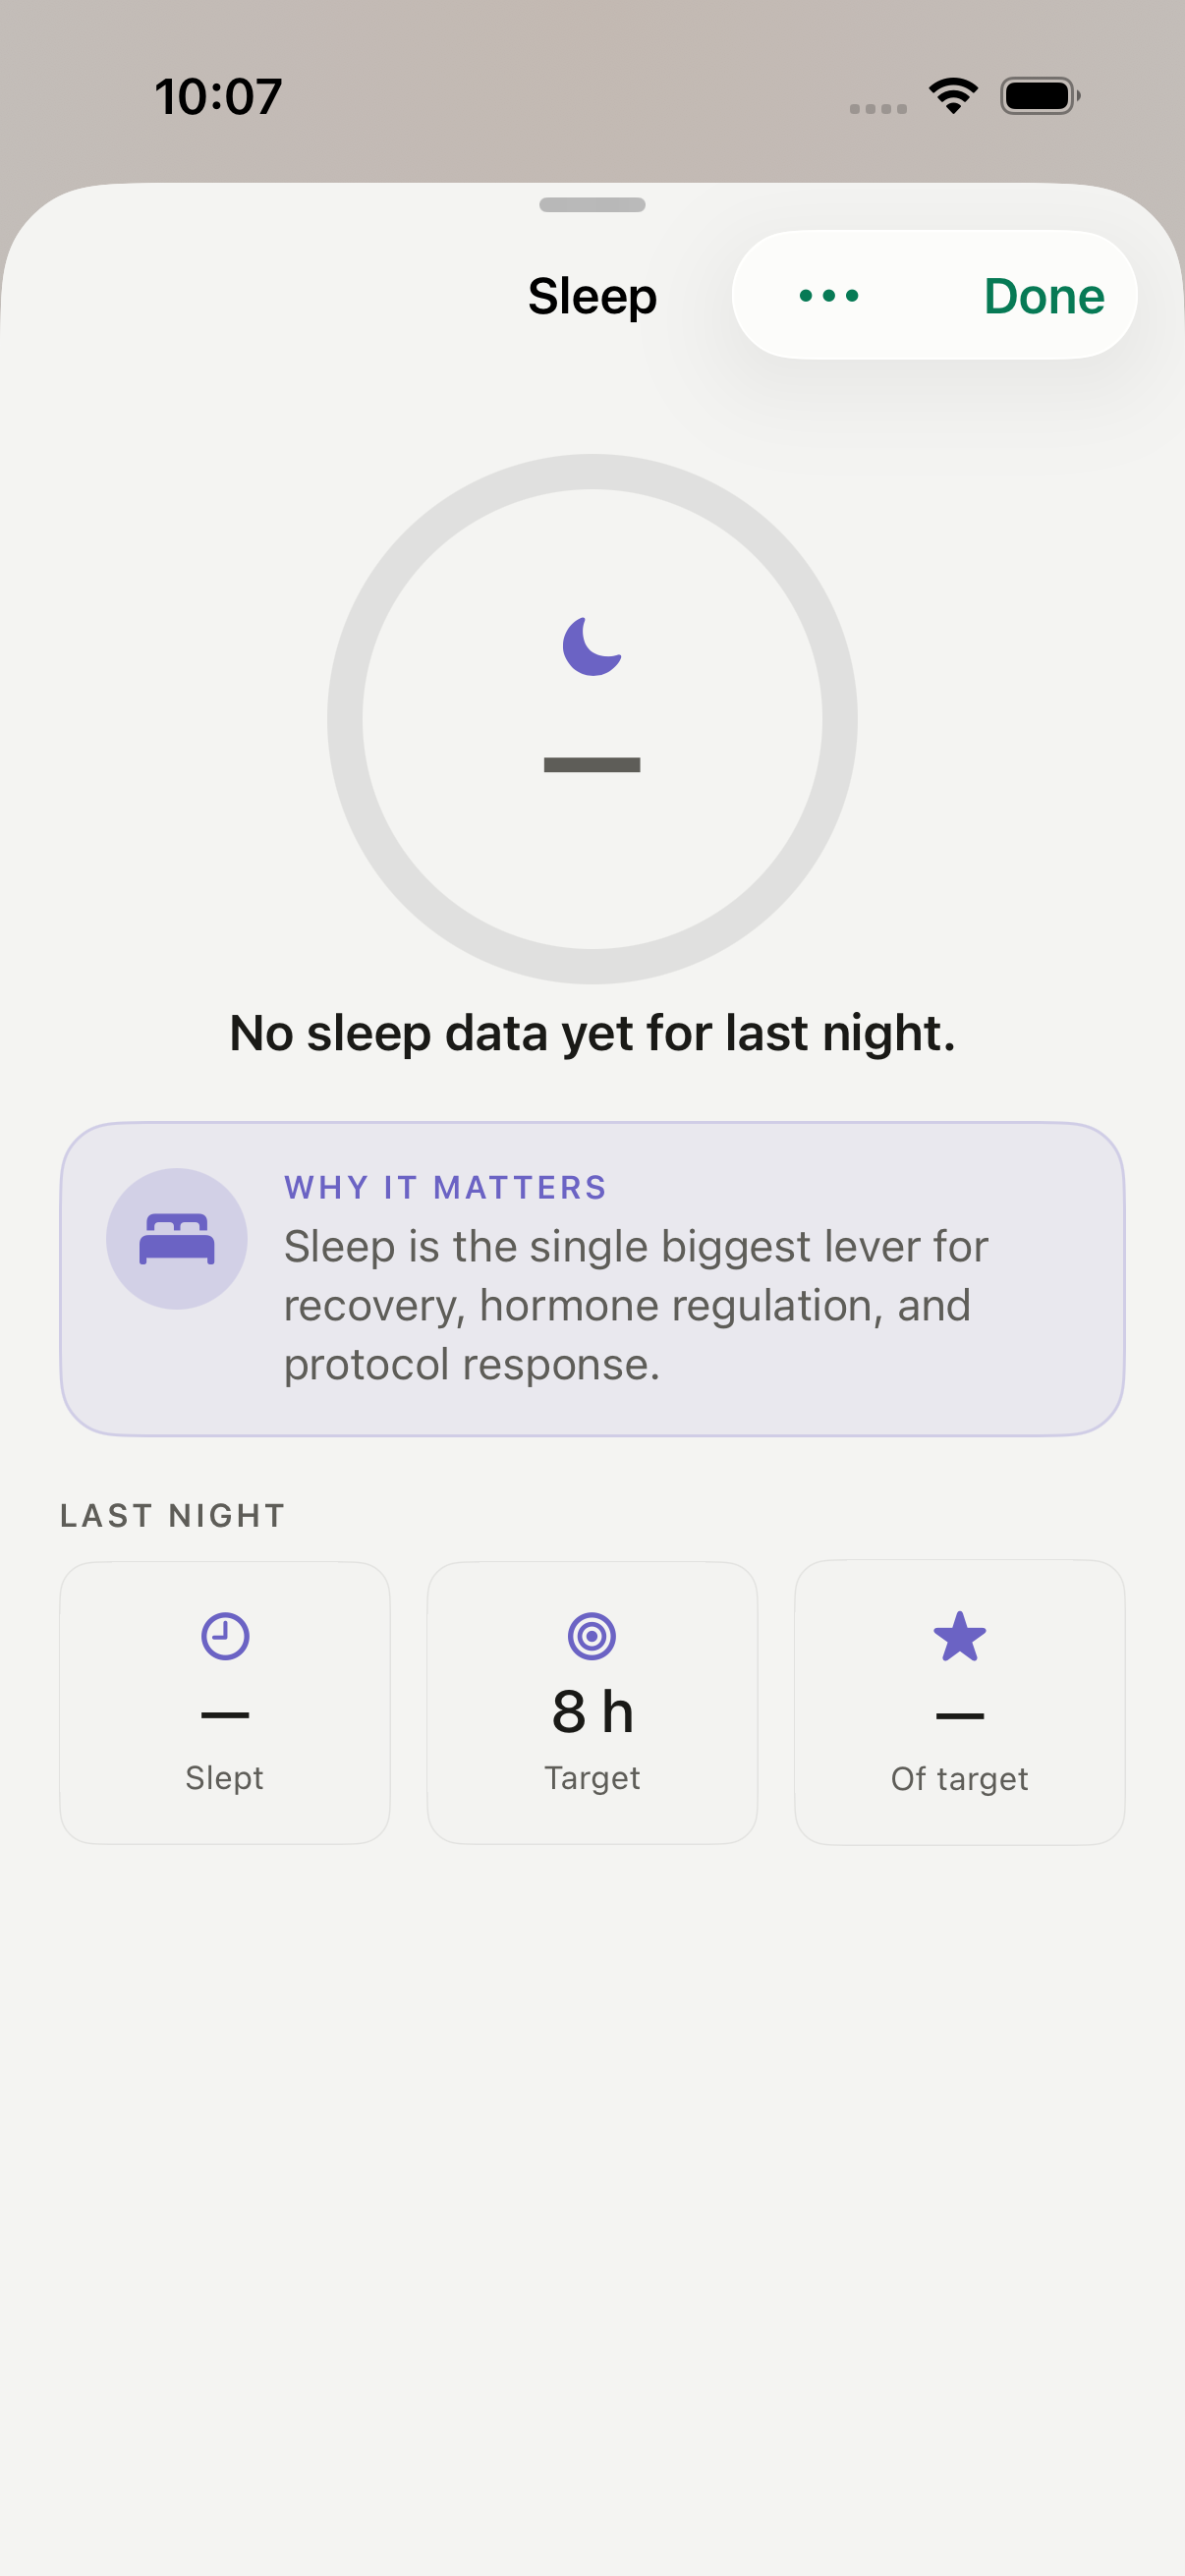 10:07
Sleep
Done
—
No sleep data yet for last night.
WHY IT MATTERS
Sleep is the single biggest lever for
recovery, hormone regulation, and
protocol response.
LAST NIGHT
—
8 h
—
Slept
Target
Of target